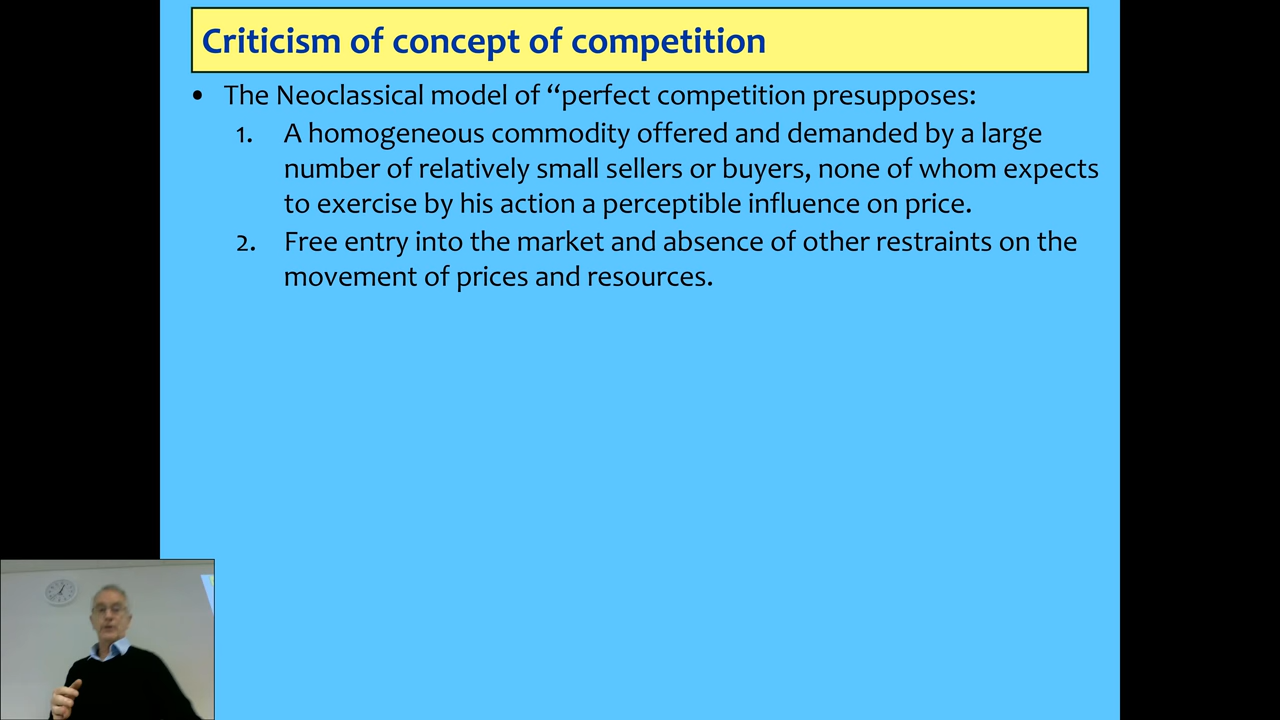 Criticism of concept of competition
• The Neoclassical model of “perfect competition presupposes:
1. A homogeneous commodity offered and demanded by a large
number of relatively small sellers or buyers, none of whom expects
to exercise by his action a perceptible influence on price.
2. Free entry into the market and absence of other restraints on the
movement of prices and resources.